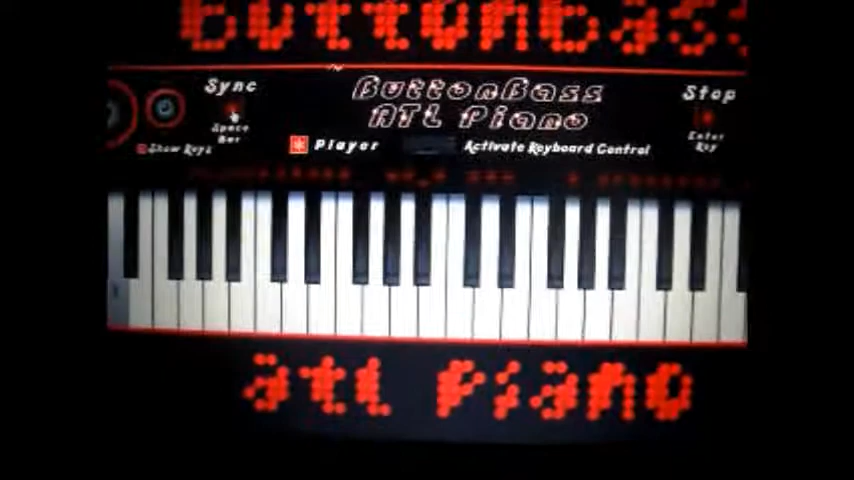 buttonbass
Sync
Space
Bar
Show Keys
ButtonBass
ATL Piano
Player
Activate Keyboard Control
Stop
Enter
Key
atl piano